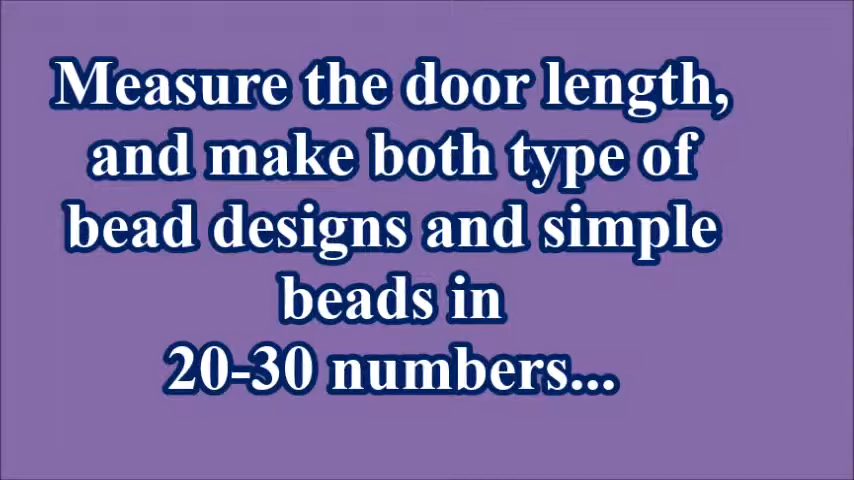 Measure the door length,
and make both type of
bead designs and simple
beads in
20-30 numbers...